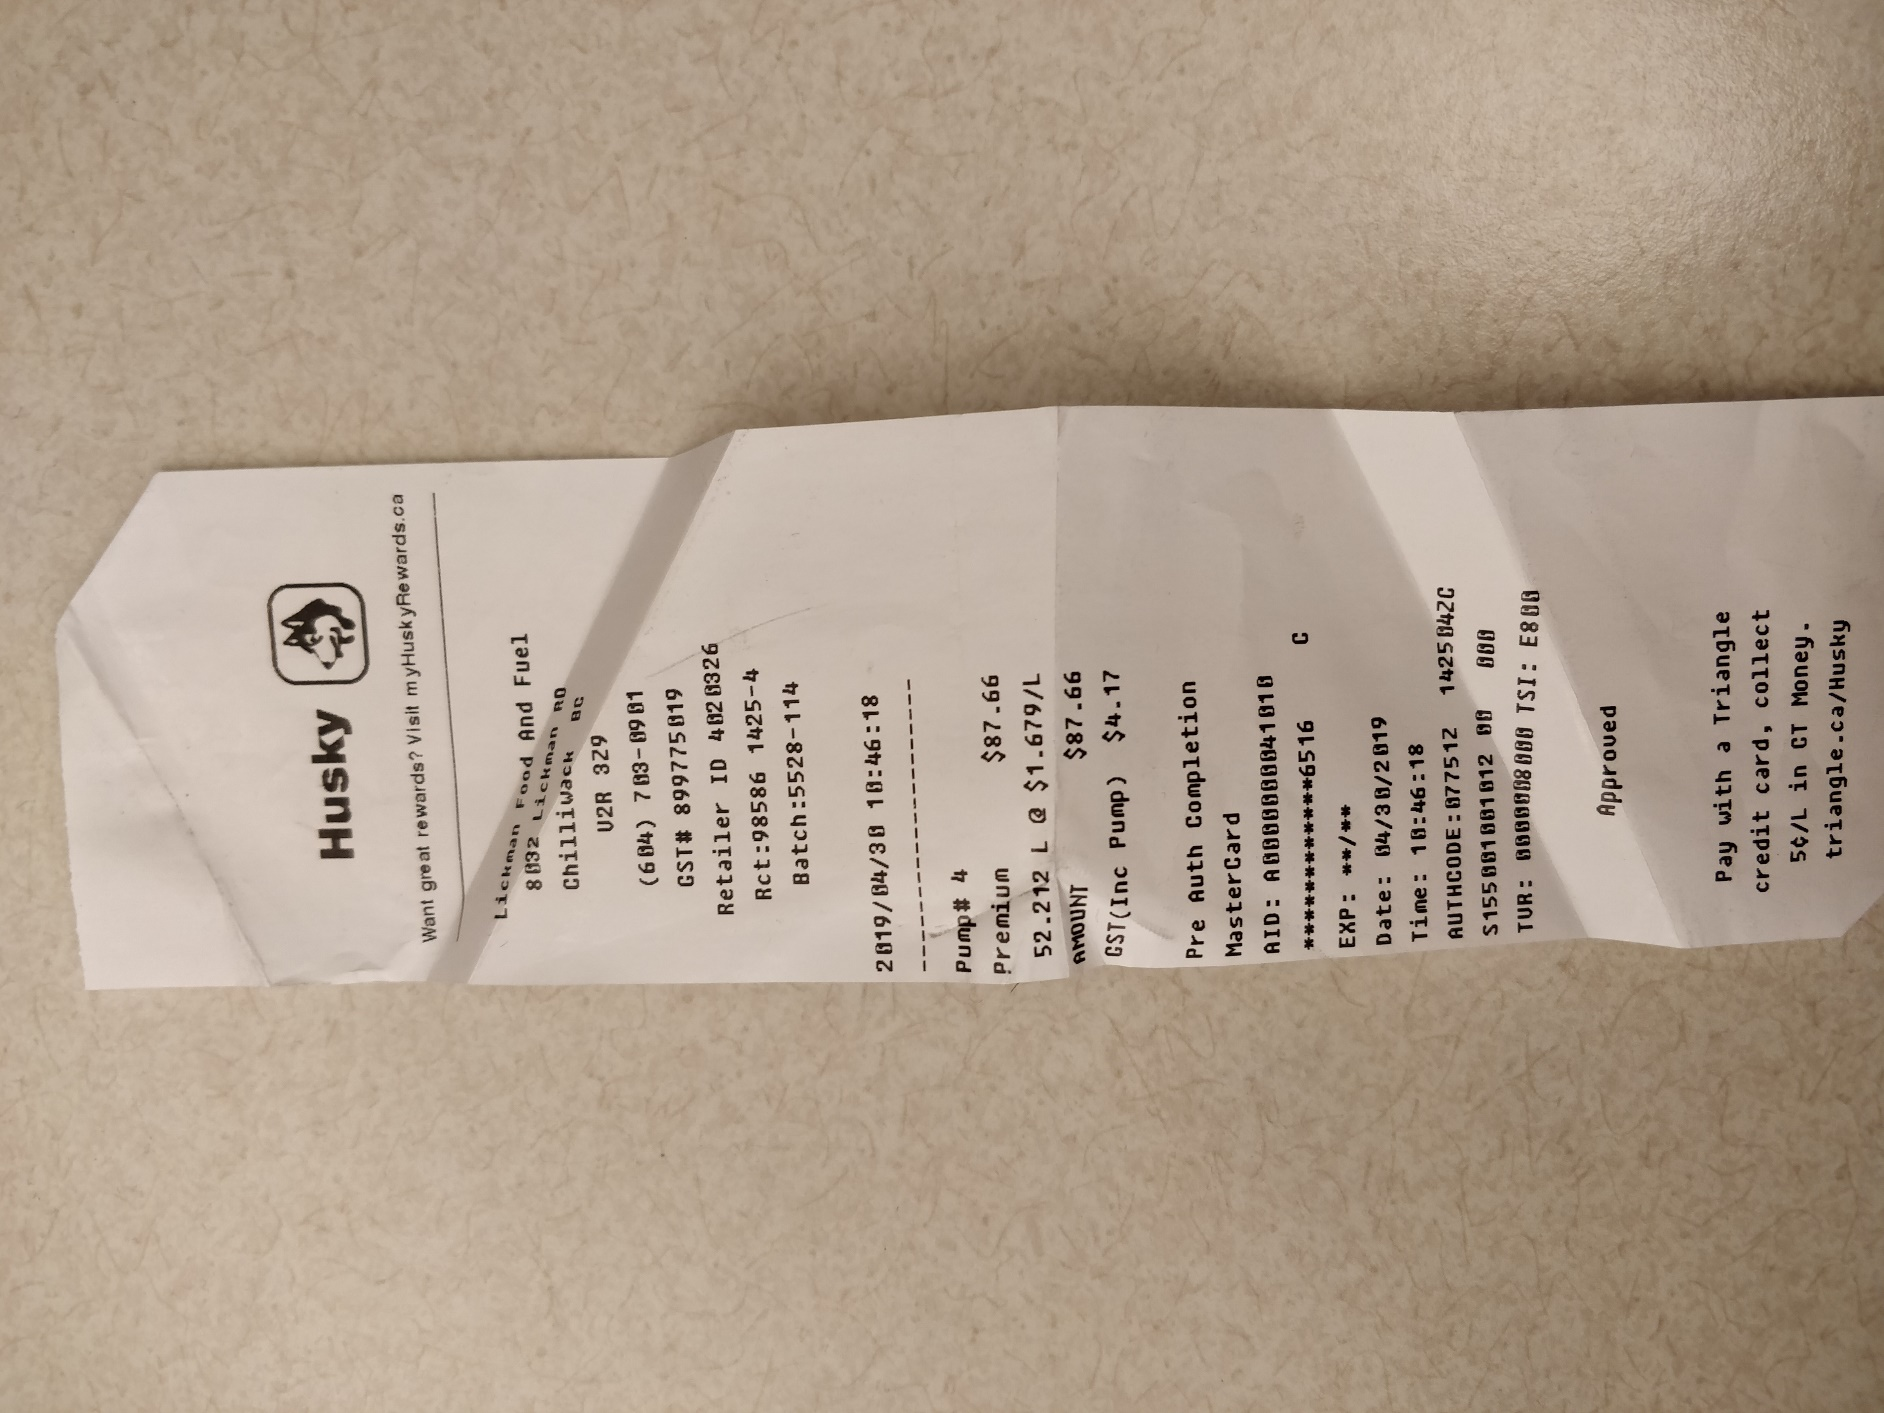 Husky
Want great rewards? Visit myHuskyRewards.ca
Lickman Food And Fuel
8032 Lickman RD
Chilliwack BC
V2R 3Z9
(604) 703-0901
GST# 899775019
Retailer ID 4020326
Rct:98586 1425-4
Batch:5528-114
2019/04/30 10:46:18
------------------------
Pump# 4
Premium $87.66
52.212 L @ $1.679/L
AMOUNT $87.66
GST(Inc Pump) $4.17
Pre Auth Completion
MasterCard
AID: A0000000041010
************6516 C
EXP: **/**
Date: 04/30/2019
Time: 10:46:18
AUTHCODE:077512 1425042C
S15501001012 00 000
TVR: 0000008000 TSI: E800
Approved
Pay with a Triangle
credit card, collect
5¢/L in CT Money.
triangle.ca/Husky